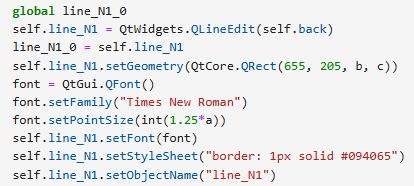 global line_N1_0
self.line_N1 = QtWidgets.QLineEdit(self.back)
line_N1_0 = self.line_N1
self.line_N1.setGeometry(QtCore.QRect(655, 205, b, c))
font = QtGui.QFont()
font.setFamily("Times New Roman")
font.setPointSize(int(1.25*a))
self.line_N1.setFont(font)
self.line_N1.setStyleSheet("border: 1px solid #094065")
self.line_N1.setObjectName("line_N1")